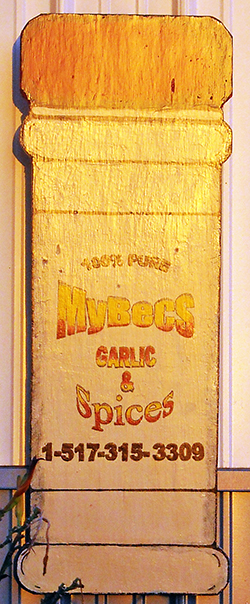 100% PURE
MyBeCS
GARLIC
&
Spices
1-517-315-3309